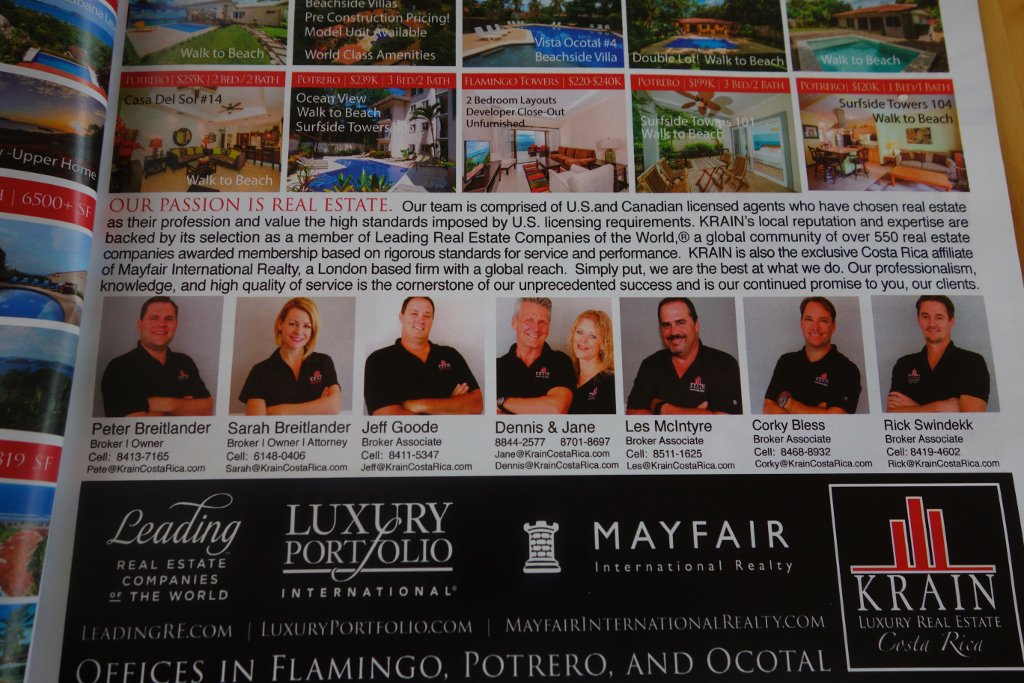 doana Le
Beachside Villas
Pre Construction Pricing!
Model Unit Available
World Class Amenities
Walk to Beach
Vista Ocotal #4
Beachside Villa
Double Lot! Walk to Beach
Walk to Beach
POTRERO | $255K | 2 BED/2 BATH
POTRERO | $239K | 3 BED/2 BATH
FLAMINGO TOWERS | $220-$240K
POTRERO | $199K | 3 BED/2 BATH
POTRERO | $120K | 1 BED/1 BATH
Casa Del Sol #14
Walk to Beach
Ocean View
Walk to Beach
Surfside Towers
2 Bedroom Layouts
Developer Close-Out
Unfurnished
Surfside Towers 101
Walk to Beach
Surfside Towers 104
Walk to Beach
-Upper Home
| 6500+ SF
819 SF
OUR PASSION IS REAL ESTATE. Our team is comprised of U.S.and Canadian licensed agents who have chosen real estate
as their profession and value the high standards imposed by U.S. licensing requirements. KRAIN's local reputation and expertise are
backed by its selection as a member of Leading Real Estate Companies of the World,® a global community of over 550 real estate
companies awarded membership based on rigorous standards for service and performance. KRAIN is also the exclusive Costa Rica affiliate
of Mayfair International Realty, a London based firm with a global reach. Simply put, we are the best at what we do. Our professionalism,
knowledge, and high quality of service is the cornerstone of our unprecedented success and is our continued promise to you, our clients.
Peter Breitlander
Broker | Owner
Cell: 8413-7165
Pete@KrainCostaRica.com
Sarah Breitlander
Broker | Owner | Attorney
Cell: 6148-0406
Sarah@KrainCostaRica.com
Jeff Goode
Broker Associate
Cell: 8411-5347
Jeff@KrainCostaRica.com
Dennis & Jane
8844-2577 8701-8697
Jane@KrainCostaRica.com
Dennis@KrainCostaRica.com
Les McIntyre
Broker Associate
Cell: 8511-1625
Les@KrainCostaRica.com
Corky Bless
Broker Associate
Cell: 8468-8932
Corky@KrainCostaRica.com
Rick Swindekk
Broker Associate
Cell: 8419-4602
Rick@KrainCostaRica.com
Leading
REAL ESTATE
COMPANIES
OF THE WORLD
LUXURY
PORTFOLIO
INTERNATIONAL®
MAYFAIR
International Realty
KRAIN
LUXURY REAL ESTATE
Costa Rica
LEADINGRE.COM | LUXURYPORTFOLIO.COM | MAYFAIRINTERNATIONALREALTY.COM
OFFICES IN FLAMINGO, POTRERO, AND OCOTAL